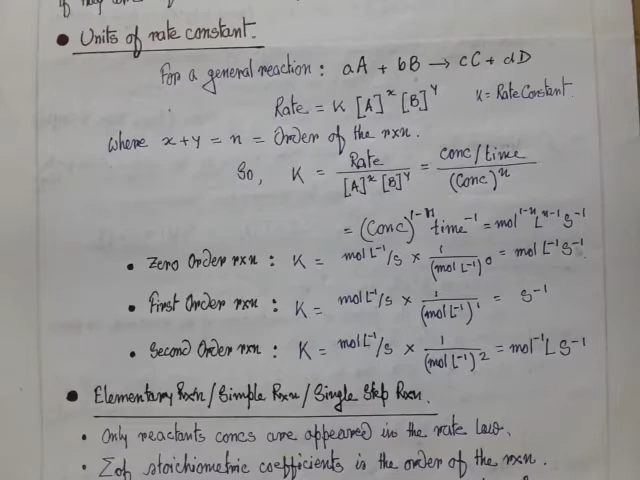 • Units of rate constant.
For a general reaction : aA + bB → cC + dD
Rate = K [A]^x [B]^y K = Rate Constant.
where x+y = n = Order of the rxn.
So, K = Rate / [A]^x [B]^y = conc/time / (Conc)^n
= (Conc)^1-n time^-1 = mol^1-n L^n-1 S^-1
• Zero Order rxn : K = mol L^-1/s × 1/(mol L^-1)^0 = mol L^-1 S^-1
• First Order rxn : K = mol L^-1/s × 1/(mol L^-1)^1 = S^-1
• Second Order rxn : K = mol L^-1/s × 1/(mol L^-1)^2 = mol^-1 L S^-1
• Elementary Rxn / Simple Rxn / Single Step Rxn.
• Only reactants concs are appeared in the rate law.
• Σ of stoichiometric coefficients is the order of the rxn.